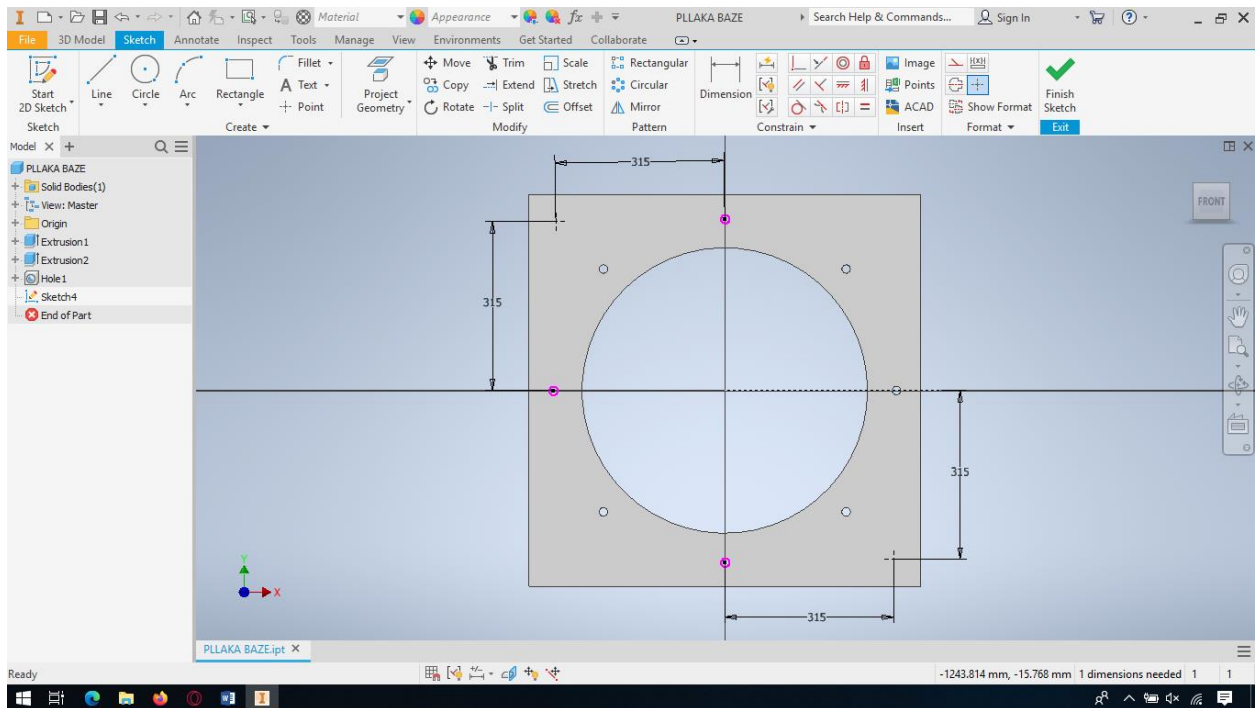 Material Appearance fx PLLAKA BAZE Search Help & Commands... Sign In
File 3D Model Sketch Annotate Inspect Tools Manage View Environments Get Started Collaborate
Start
2D Sketch
Line
Circle
Arc
Rectangle
Fillet
Text
Point
Project
Geometry
Move Trim Scale
Copy Extend Stretch
Rotate Split Offset
Rectangular
Circular
Mirror
Dimension
Image
Points
ACAD
Show Format
Finish
Sketch
Sketch Create Modify Pattern Constrain Insert Format Exit
Model
PLLAKA BAZE
Solid Bodies(1)
View: Master
Origin
Extrusion1
Extrusion2
Hole1
Sketch4
End of Part
315
FRONT
315
315
315
Y
X
PLLAKA BAZE.ipt
Ready
-1243.814 mm, -15.768 mm 1 dimensions needed 1 1